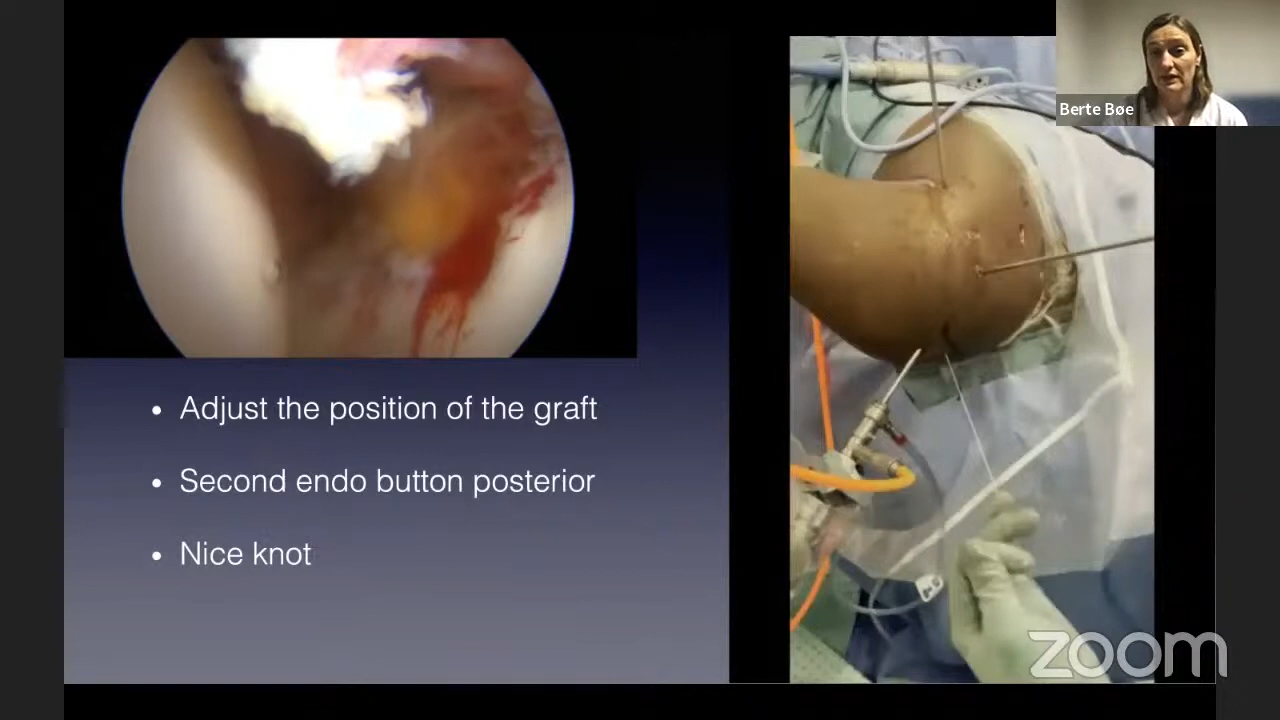 Berte Bøe
• Adjust the position of the graft
• Second endo button posterior
• Nice knot
zoom